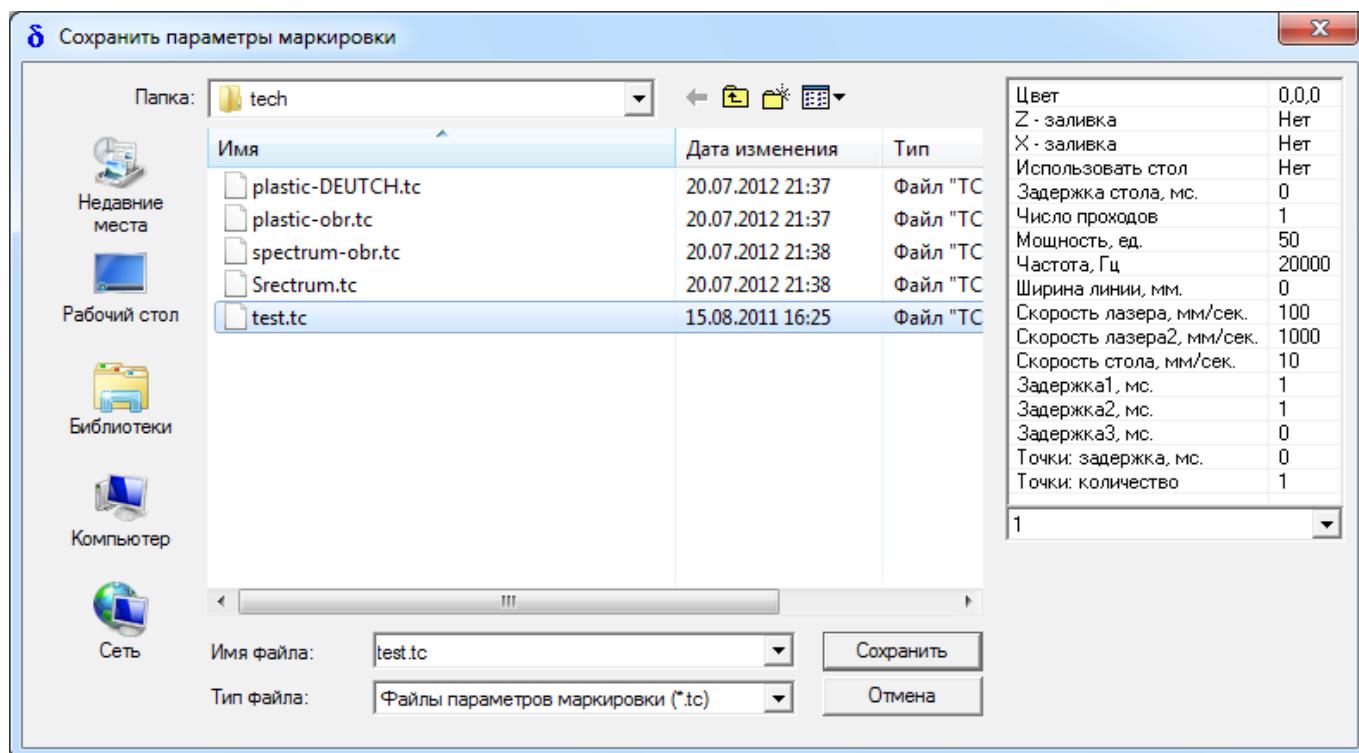 δ Сохранить параметры маркировки
Папка: tech
Имя Дата изменения Тип
plastic-DEUTCH.tc 20.07.2012 21:37 Файл "TC
plastic-obr.tc 20.07.2012 21:37 Файл "TC
spectrum-obr.tc 20.07.2012 21:38 Файл "TC
Srectrum.tc 20.07.2012 21:38 Файл "TC
test.tc 15.08.2011 16:25 Файл "TC
Недавние
места
Рабочий стол
Библиотеки
Компьютер
Сеть
Имя файла: test.tc Сохранить
Тип файла: Файлы параметров маркировки (*.tc) Отмена
Цвет 0,0,0
Z - заливка Нет
X - заливка Нет
Использовать стол Нет
Задержка стола, мс. 0
Число проходов 1
Мощность, ед. 50
Частота, Гц 20000
Ширина линии, мм. 0
Скорость лазера, мм/сек. 100
Скорость лазера2, мм/сек. 1000
Скорость стола, мм/сек. 10
Задержка1, мс. 1
Задержка2, мс. 1
Задержка3, мс. 0
Точки: задержка, мс. 0
Точки: количество 1
1